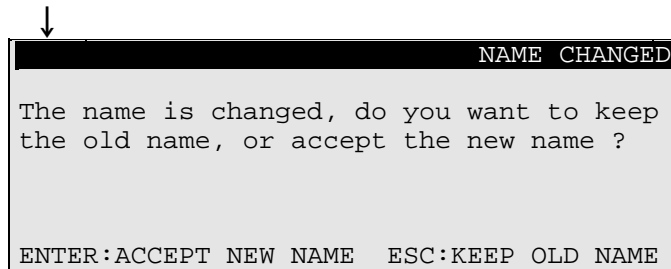 NAME CHANGED
The name is changed, do you want to keep
the old name, or accept the new name ?
ENTER:ACCEPT NEW NAME  ESC:KEEP OLD NAME